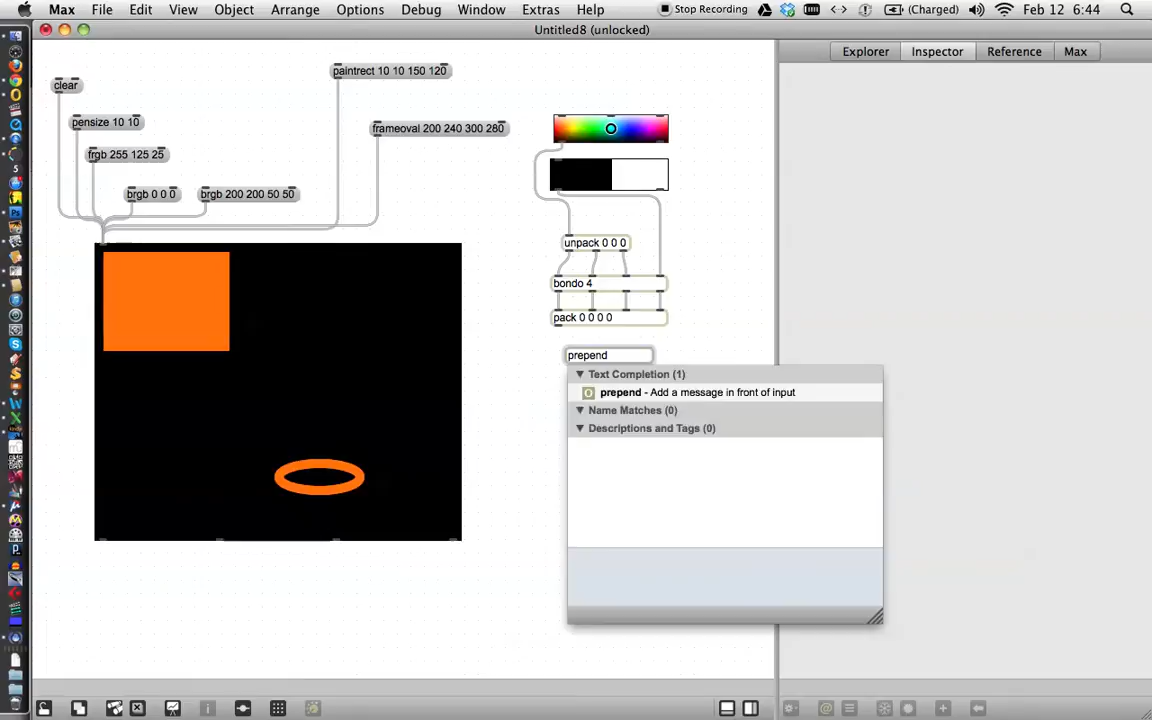 Max File Edit View Object Arrange Options Debug Window Extras Help Stop Recording (Charged) Feb 12 6:44
Untitled8 (unlocked)
Explorer Inspector Reference Max
paintrect 10 10 150 120
clear
pensize 10 10
frameoval 200 240 300 280
frgb 255 125 25
brgb 0 0 0
brgb 200 200 50 50
unpack 0 0 0
bondo 4
pack 0 0 0 0
prepend
Text Completion (1)
prepend - Add a message in front of input
Name Matches (0)
Descriptions and Tags (0)